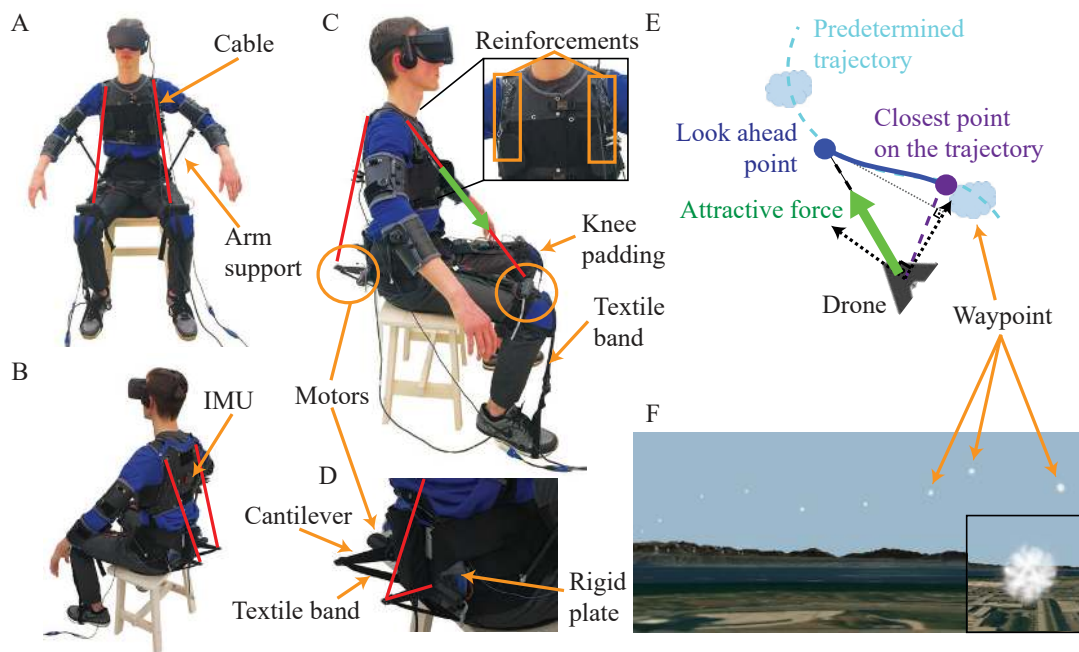 A
Cable
Arm
support
B
IMU
C
Reinforcements
Knee
padding
Textile
band
Motors
D
Cantilever
Textile band
Rigid
plate
E
Predetermined
trajectory
Look ahead
point
Closest point
on the trajectory
Attractive force
Drone
Waypoint
F